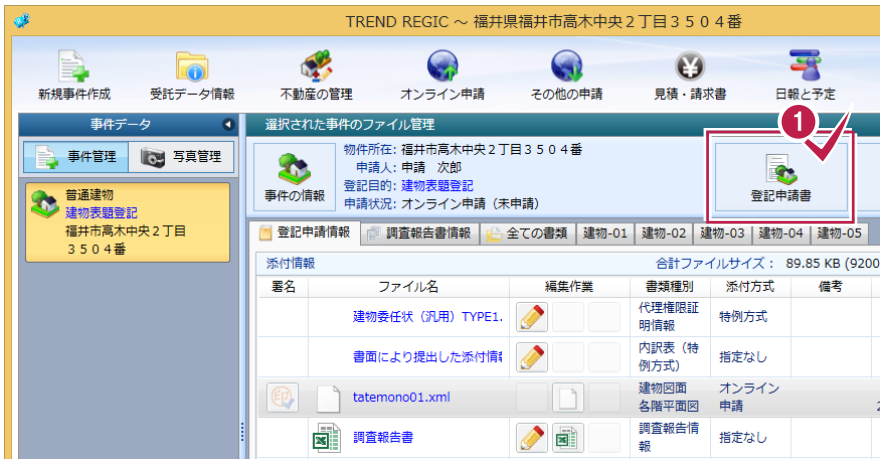 TREND REGIC ~ 福井県福井市高木中央２丁目３５０４番
新規事件作成 受託データ情報 不動産の管理 オンライン申請 その他の申請 見積・請求書 日報と予定
事件データ 選択された事件のファイル管理
1
事件管理 写真管理
事件の情報
物件所在: 福井市高木中央２丁目３５０４番
申請人: 申請 次郎
登記目的: 建物表題登記
申請状況: オンライン申請（未申請）
登記申請書
普通建物
建物表題登記
福井市高木中央２丁目
３５０４番
登記申請情報 調査報告書情報 全ての書類 建物-01 建物-02 建物-03 建物-04 建物-05
添付情報 合計ファイルサイズ： 89.85 KB (9200
署名 ファイル名 編集作業 書類種別 添付方式 備考
建物委任状（汎用）TYPE1. 代理権限証明情報 特例方式
書面により提出した添付情 内訳表（特例方式） 指定なし
tatemono01.xml 建物図面各階平面図 オンライン申請
調査報告書 調査報告情報 指定なし